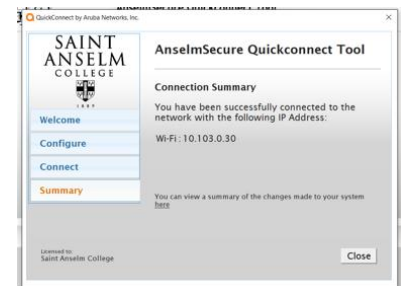 QuickConnect by Aruba Networks, Inc.
SAINT
ANSELM
COLLEGE
1889
AnselmSecure Quickconnect Tool
Connection Summary
You have been successfully connected to the
network with the following IP Address:
Wi-Fi : 10.103.0.30
Welcome
Configure
Connect
Summary
You can view a summary of the changes made to your system
here
Licensed to:
Saint Anselm College
Close